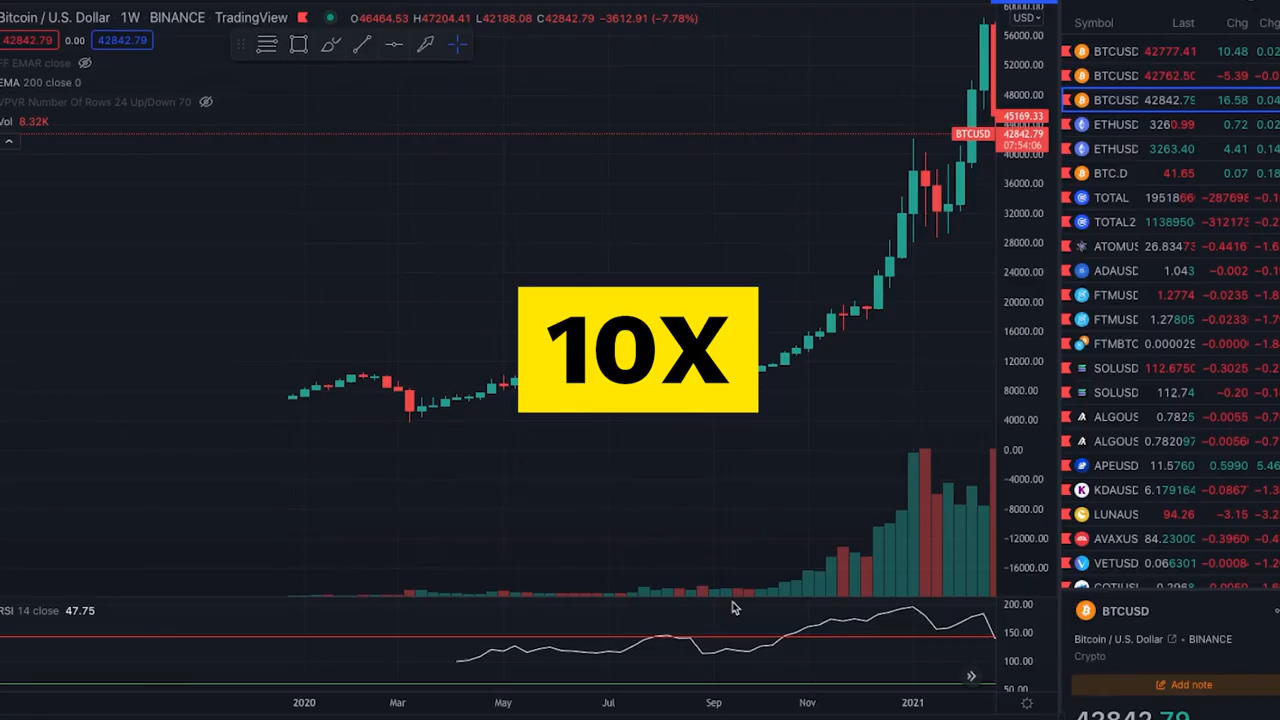 Bitcoin / U.S. Dollar 1W BINANCE TradingView O46464.53 H47204.41 L42188.08 C42842.79 −3612.91 (−7.78%)
42842.79 0.00 42842.79
FF EMAR close
EMA 200 close 0
VPVR Number Of Rows 24 Up/Down 70
Vol 8.32K
10X
RSI 14 close 47.75
USD
60000.00
56000.00
52000.00
48000.00
45169.33
BTCUSD 42842.79
07:54:06
40000.00
36000.00
32000.00
28000.00
24000.00
20000.00
16000.00
12000.00
8000.00
4000.00
0.00
−4000.00
−8000.00
−12000.00
−16000.00
200.00
150.00
100.00
50.00
2020 Mar May Jul Sep Nov 2021
Symbol Last Chg Chg
BTCUSD 42777.41 10.48 0.02
BTCUSD 42762.50 −5.39 −0.0
BTCUSD 42842.79 16.58 0.04
ETHUSD 3260.99 0.72 0.02
ETHUSD 3263.40 4.41 0.14
BTC.D 41.65 0.07 0.18
TOTAL 1951866 −287698 −0.1
TOTAL2 1138950 −312173 −0.2
ATOMUS 26.83473 −0.4416 −1.6
ADAUSD 1.043 −0.002 −0.1
FTMUSD 1.2774 −0.0235 −1.8
FTMUSD 1.27805 −0.0233 −1.7
FTMBTC 0.000029 −0.0000 −1.8
SOLUSD 112.6750 −0.3025 −0.2
SOLUSD 112.74 −0.20 −0.1
ALGOUS 0.7825 −0.0055 −0.7
ALGOUS 0.782097 −0.0056 −0.7
APEUSD 11.5760 0.5990 5.46
KDAUSD 6.179164 −0.0867 −1.3
LUNAUS 94.26 −3.15 −3.2
AVAXUS 84.23000 −0.3960 −0.4
VETUSD 0.066301 −0.0008 −1.2
BTCUSD
Bitcoin / U.S. Dollar • BINANCE
Crypto
Add note
42842.79